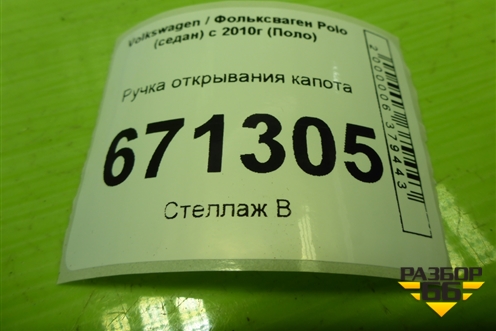 Volkswagen / Фольксваген Polo
(седан) с 2010г (Поло)
Ручка открывания капота
671305
Стеллаж В
2000006379443
РАЗБОР
66